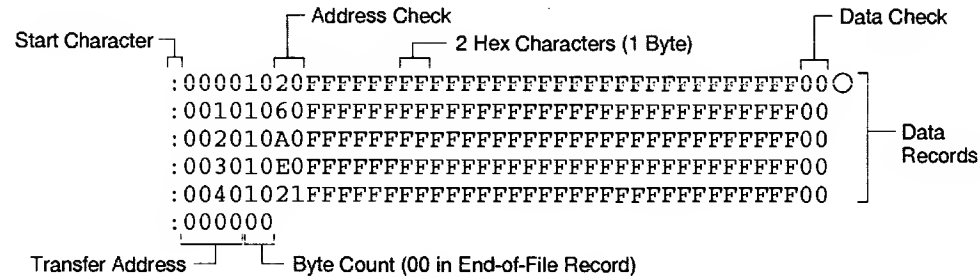 Address Check
Data Check
Start Character
2 Hex Characters (1 Byte)
:00001020FFFFFFFFFFFFFFFFFFFFFFFFFFFFFFFF00
:00101060FFFFFFFFFFFFFFFFFFFFFFFFFFFFFFFF00
:002010A0FFFFFFFFFFFFFFFFFFFFFFFFFFFFFFFF00
:003010E0FFFFFFFFFFFFFFFFFFFFFFFFFFFFFFFF00
:00401021FFFFFFFFFFFFFFFFFFFFFFFFFFFFFFFF00
:000000
Data
Records
Transfer Address
Byte Count (00 in End-of-File Record)